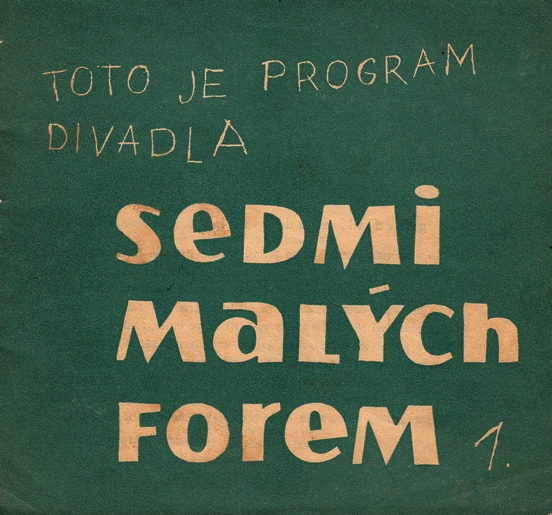 TOTO JE PROGRAM
DIVADLA
SeDMi
MaLÝCh
FOreM 1.